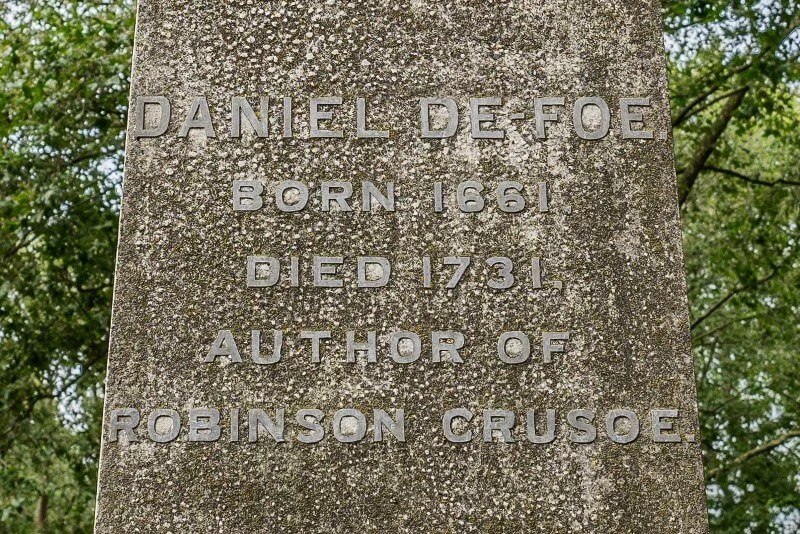 DANIEL DE-FOE.
BORN 1661.
DIED 1731.
AUTHOR OF
ROBINSON CRUSOE.